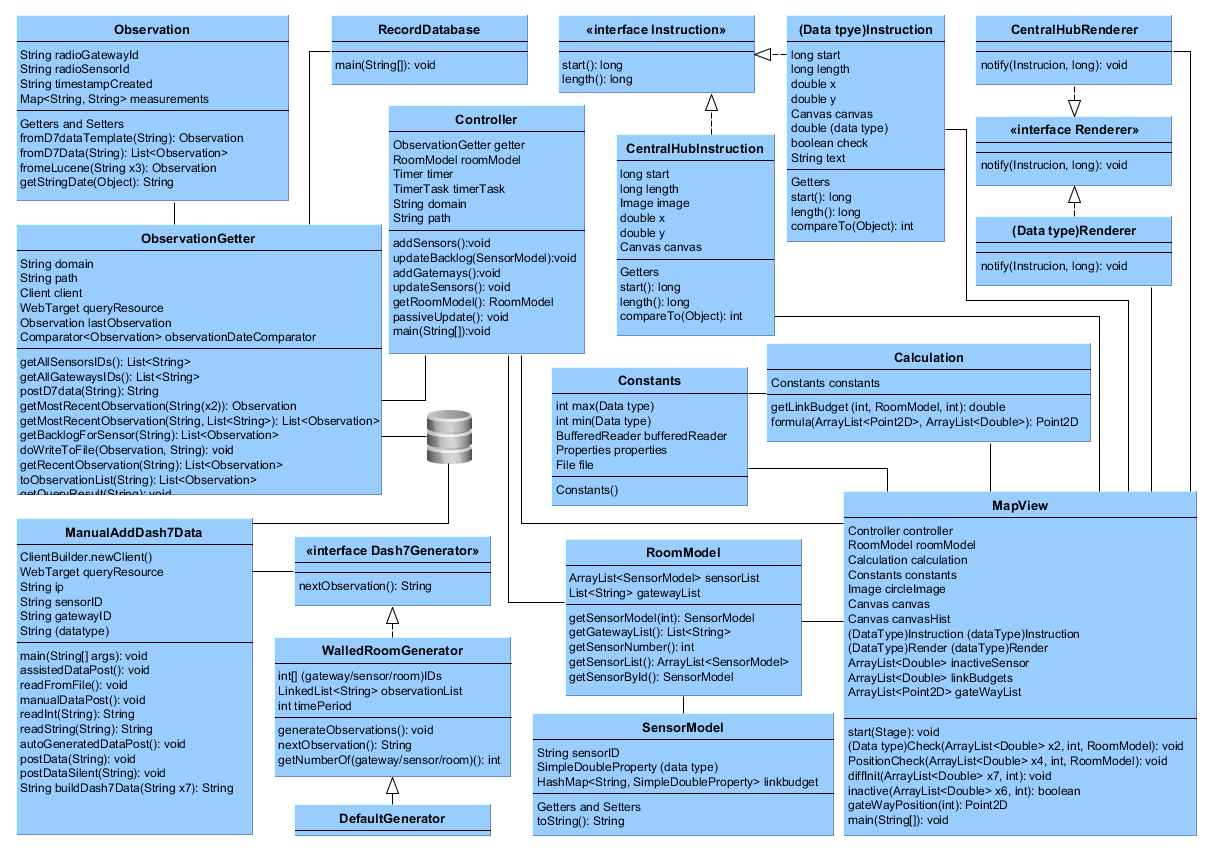 Observation
String radioGatewayId
String radioSensorId
String timestampCreated
Map<String, String> measurements
Getters and Setters
fromD7dataTemplate(String): Observation
fromD7Data(String): List<Observation>
fromeLucene(String x3): Observation
getStringDate(Object): String
RecordDatabase
main(String[]): void
«interface Instruction»
start(): long
length(): long
(Data tpye)Instruction
long start
long length
double x
double y
Canvas canvas
double (data type)
boolean check
String text
Getters
start(): long
length(): long
compareTo(Object): int
CentralHubRenderer
notify(Instrucion, long): void
«interface Renderer»
notify(Instrucion, long): void
(Data type)Renderer
notify(Instrucion, long): void
Controller
ObservationGetter getter
RoomModel roomModel
Timer timer
TimerTask timerTask
String domain
String path
addSensors():void
updateBacklog(SensorModel):void
addGatemays():void
updateSensors(): void
getRoomModel(): RoomModel
passiveUpdate(): void
main(String[]):void
CentralHubInstruction
long start
long length
Image image
double x
double y
Canvas canvas
Getters
start(): long
length(): long
compareTo(Object): int
ObservationGetter
String domain
String path
Client client
WebTarget queryResource
Observation lastObservation
Comparator<Observation> observationDateComparator
getAllSensorsIDs(): List<String>
getAllGatewaysIDs(): List<String>
postD7data(String): String
getMostRecentObservation(String(x2)): Observation
getMostRecentObservation(String, List<String>): List<Observation>
getBacklogForSensor(String): List<Observation>
doWriteToFile(Observation, String): void
getRecentObservation(String): List<Observation>
toObservationList(String): List<Observation>
getQueryResult(String): void
Calculation
Constants constants
getLinkBudget (int, RoomModel, int): double
formula(ArrayList<Point2D>, ArrayList<Double>): Point2D
Constants
int max(Data type)
int min(Data type)
BufferedReader bufferedReader
Properties properties
File file
Constants()
MapView
Controller controller
RoomModel roomModel
Calculation calculation
Constants constants
Image circleImage
Canvas canvas
Canvas canvasHist
(DataType)Instruction (dataType)Instruction
(DataType)Render (dataType)Render
ArrayList<Double> inactiveSensor
ArrayList<Double> linkBudgets
ArrayList<Point2D> gateWayList
start(Stage): void
(Data type)Check(ArrayList<Double> x2, int, RoomModel): void
PositionCheck(ArrayList<Double> x4, int, RoomModel): void
diffInit(ArrayList<Double> x7, int): void
inactive(ArrayList<Double> x6, int): boolean
gateWayPosition(int): Point2D
main(String[]): void
ManualAddDash7Data
ClientBuilder.newClient()
WebTarget queryResource
String ip
String sensorID
String gatewayID
String (datatype)
main(String[] args): void
assistedDataPost(): void
readFromFile(): void
manualDataPost(): void
readInt(String): String
readString(String): String
autoGeneratedDataPost(): void
postData(String): void
postDataSilent(String): void
String buildDash7Data(String x7): String
«interface Dash7Generator»
nextObservation(): String
WalledRoomGenerator
int[] (gateway/sensor/room)IDs
LinkedList<String> observationList
int timePeriod
generateObservations(): void
nextObservation(): String
getNumberOf(gateway/sensor/room)(): int
DefaultGenerator
RoomModel
ArrayList<SensorModel> sensorList
List<String> gatewayList
getSensorModel(int): SensorModel
getGatewayList(): List<String>
getSensorNumber(): int
getSensorList(): ArrayList<SensorModel>
getSensorById(): SensorModel
SensorModel
String sensorID
SimpleDoubleProperty (data type)
HashMap<String, SimpleDoubleProperty> linkbudget
Getters and Setters
toString(): String